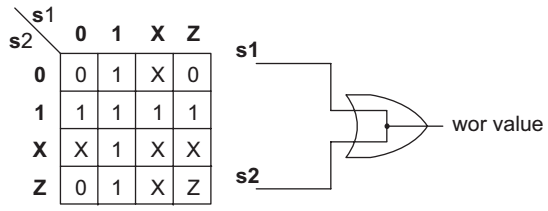 s1
s2
0 1 X Z
0 0 1 X 0
1 1 1 1 1
X X 1 X X
Z 0 1 X Z
s1
s2
wor value